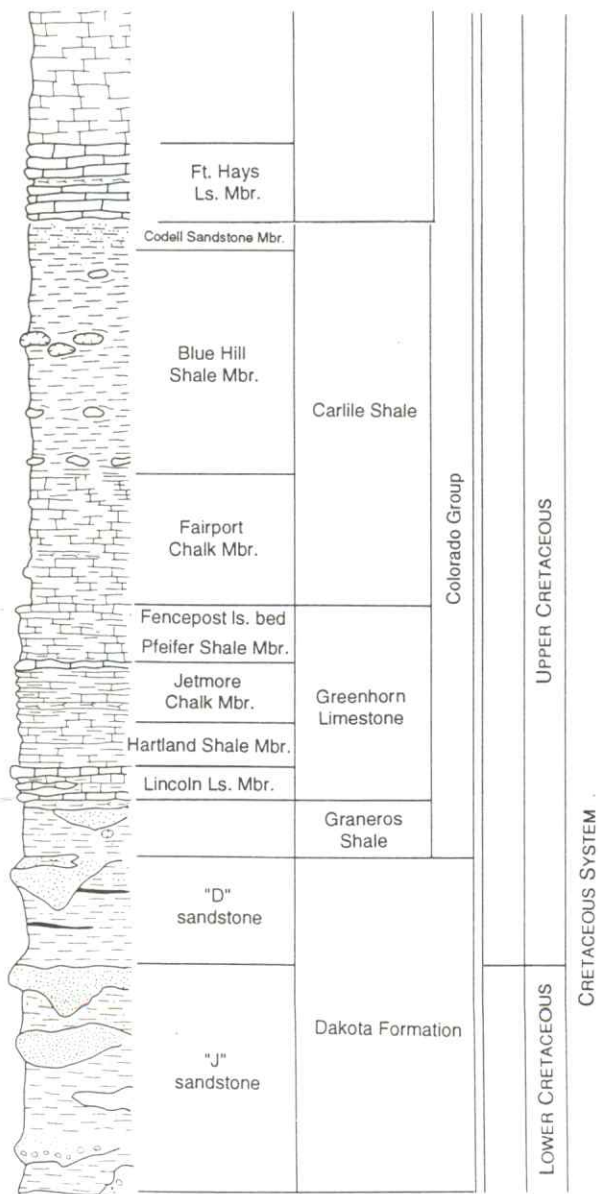 Ft. Hays
Ls. Mbr.
Codell Sandstone Mbr.
Blue Hill
Shale Mbr.
Fairport
Chalk Mbr.
Fencepost ls. bed
Pfeifer Shale Mbr.
Jetmore
Chalk Mbr.
Hartland Shale Mbr.
Lincoln Ls. Mbr.
"D"
sandstone
"J"
sandstone
Carlile Shale
Greenhorn
Limestone
Graneros
Shale
Dakota Formation
Colorado Group
UPPER CRETACEOUS
LOWER CRETACEOUS
CRETACEOUS SYSTEM